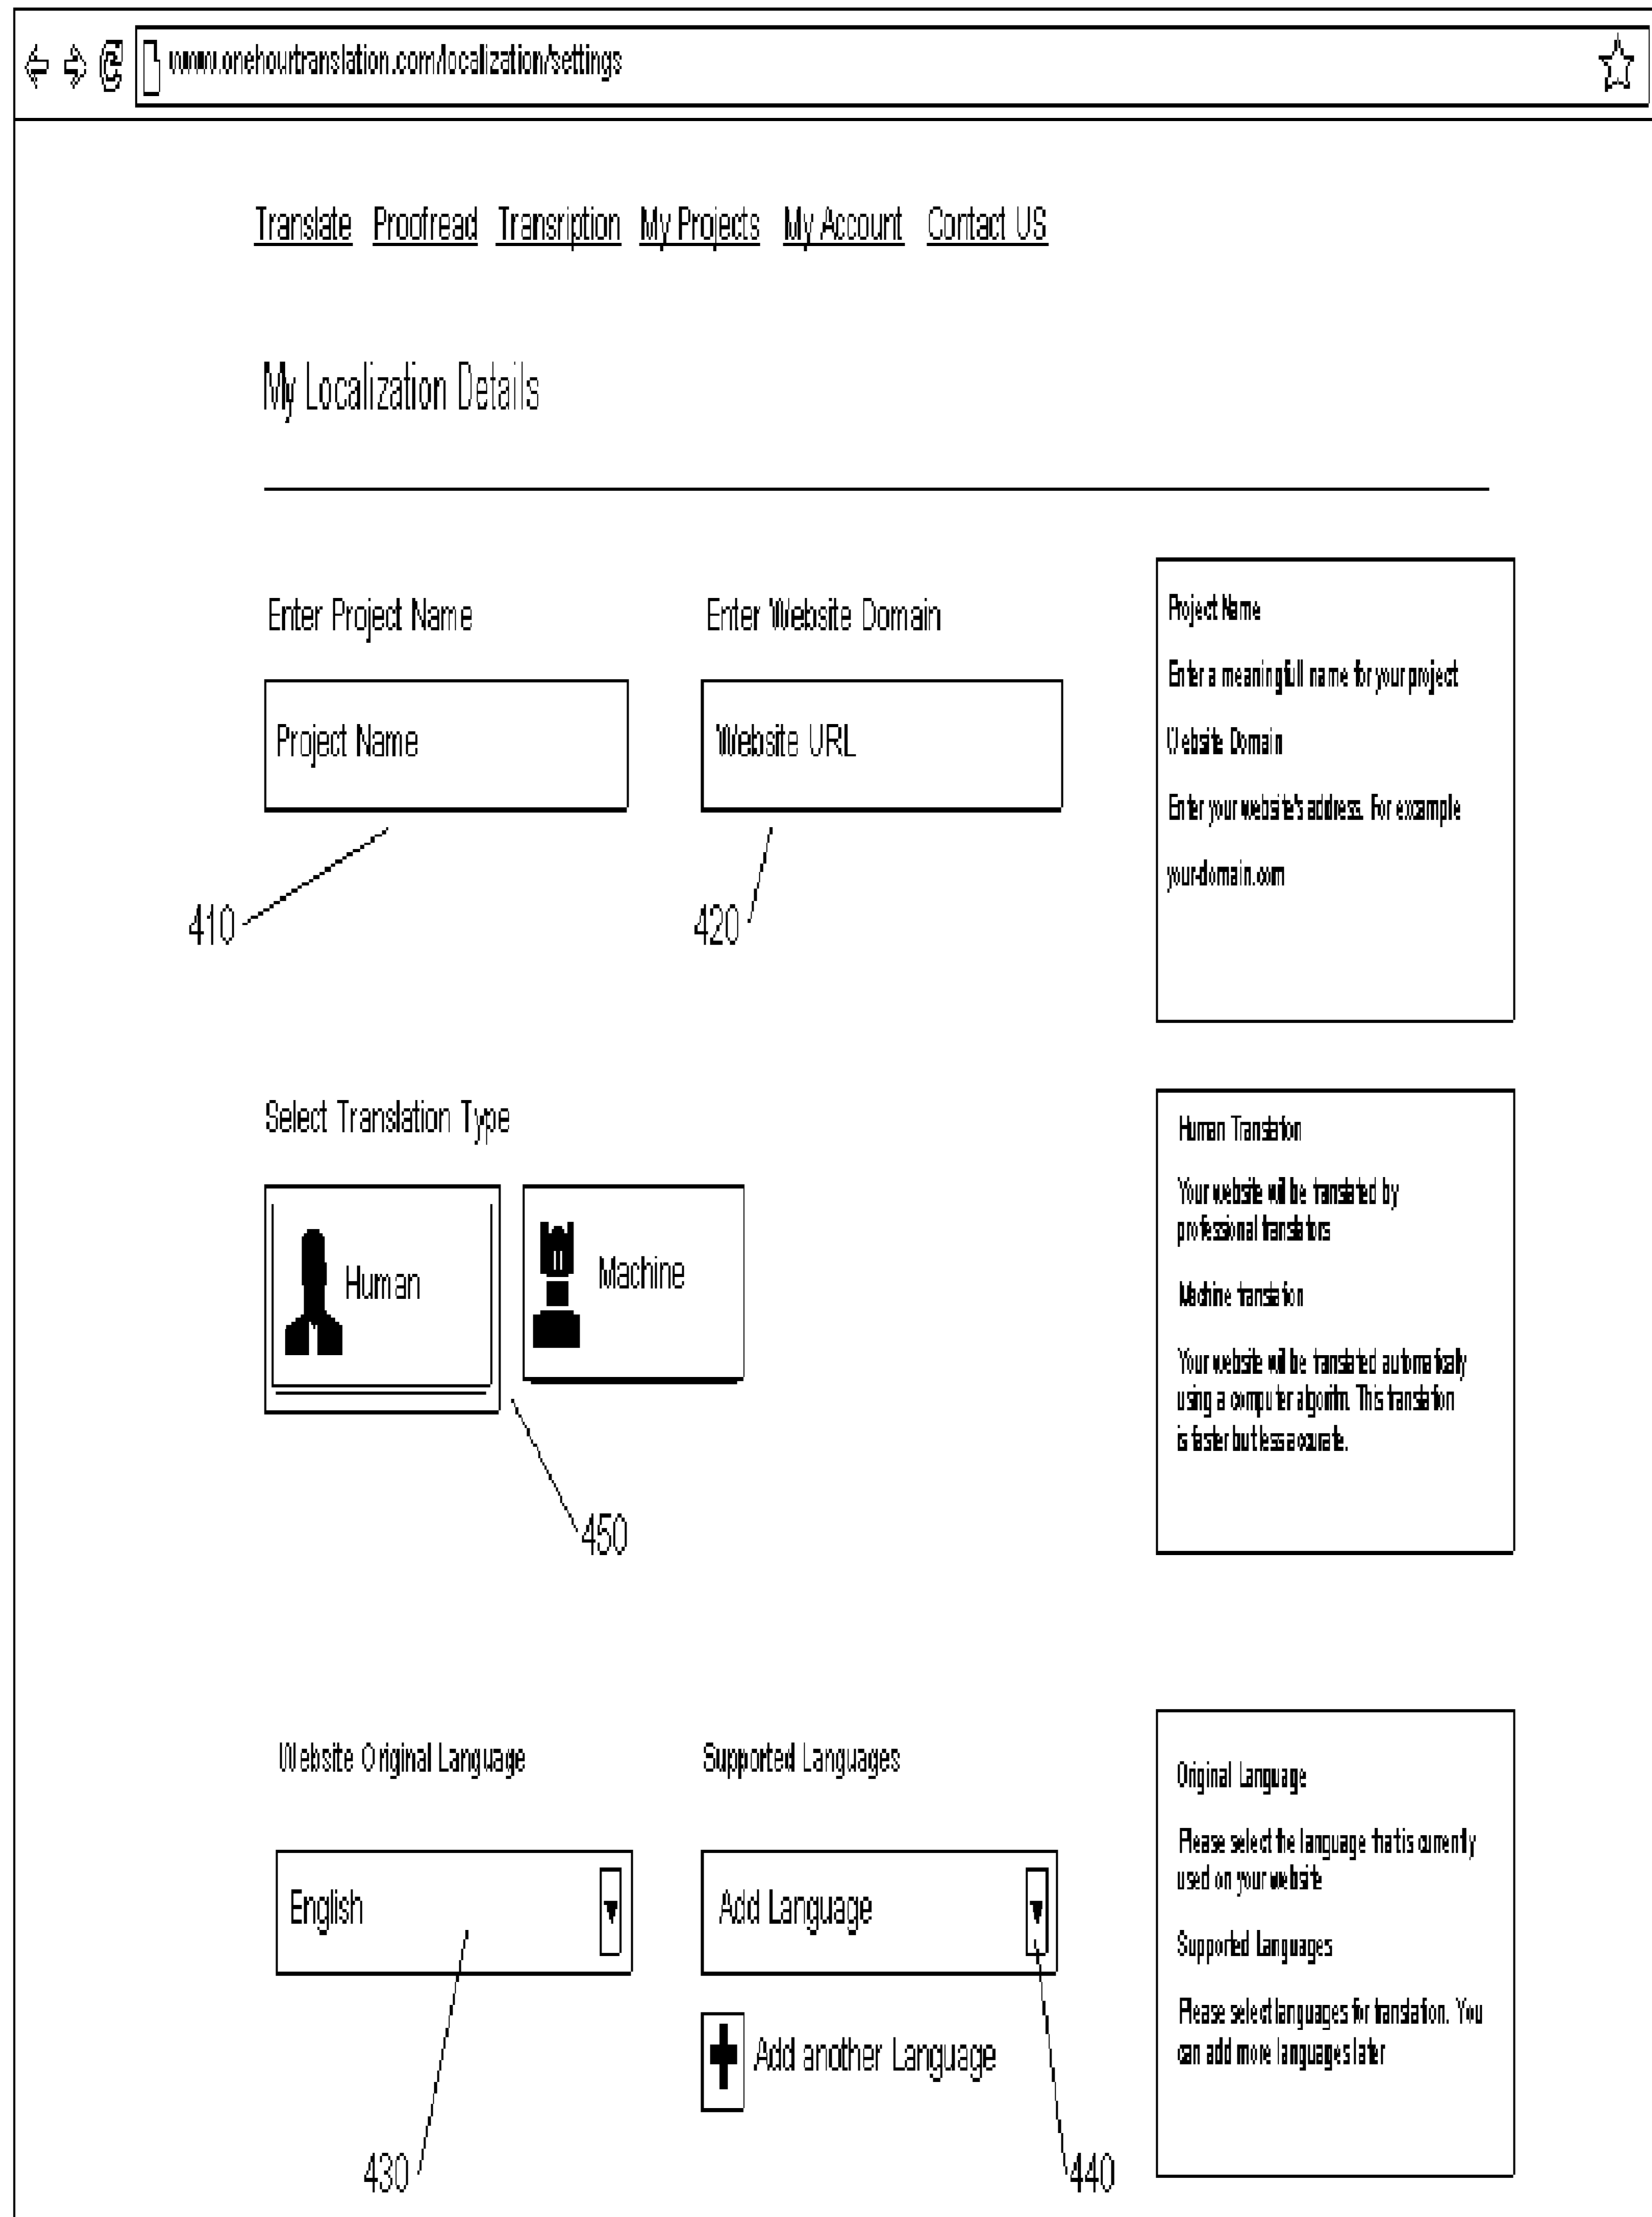 www.onehourtranslation.com/localization/settings
Translate Proofread Transription My Projects My Account Contact US
My Localization Details
Enter Project Name
Enter Website Domain
Project Name
Website URL
410
420
Project Name
Enter a meaningfull name for your project
Website Domain
Enter your website's address. For example
your-domain.com
Select Translation Type
Human
Machine
450
Human Translation
Your website will be translated by
professional translators
Machine translation
Your website will be translated automatically
using a computer algoritm. This translation
is faster but less accurate.
Website Original Language
Supported Languages
English
Add Language
Add another Language
430
440
Original Language
Please select the language that is currently
used on your website
Supported Languages
Please select languages for translation. You
can add more languages later